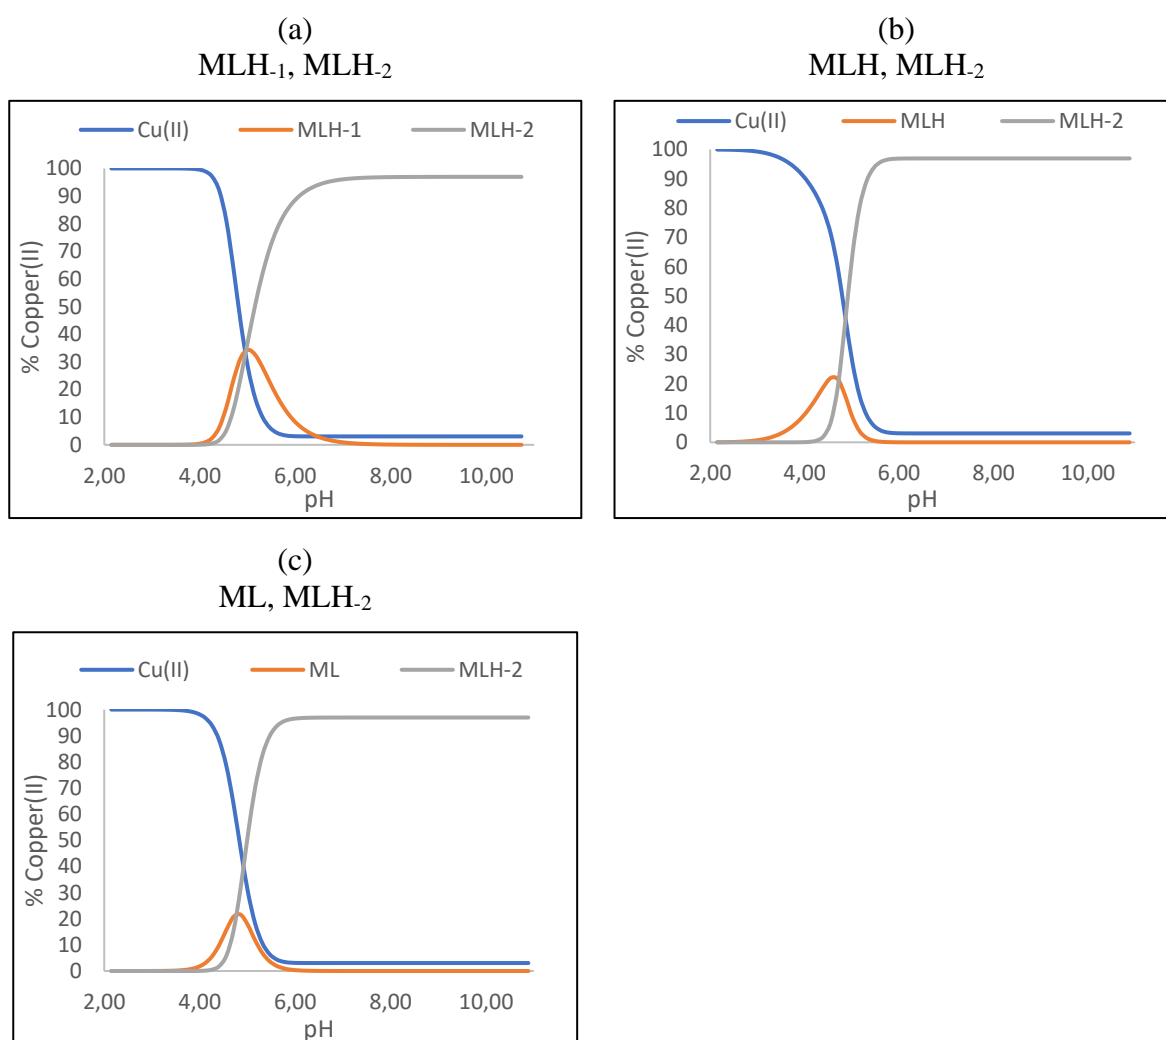 (a)
MLH-1, MLH-2
Cu(II) MLH-1 MLH-2
100
90
80
70
60
50
40
30
20
10
0
% Copper(II)
2,00 4,00 6,00 8,00 10,00
pH
(b)
MLH, MLH-2
Cu(II) MLH MLH-2
100
90
80
70
60
50
40
30
20
10
0
% Copper(II)
2,00 4,00 6,00 8,00 10,00
pH
(c)
ML, MLH-2
Cu(II) ML MLH-2
100
90
80
70
60
50
40
30
20
10
0
% Copper(II)
2,00 4,00 6,00 8,00 10,00
pH